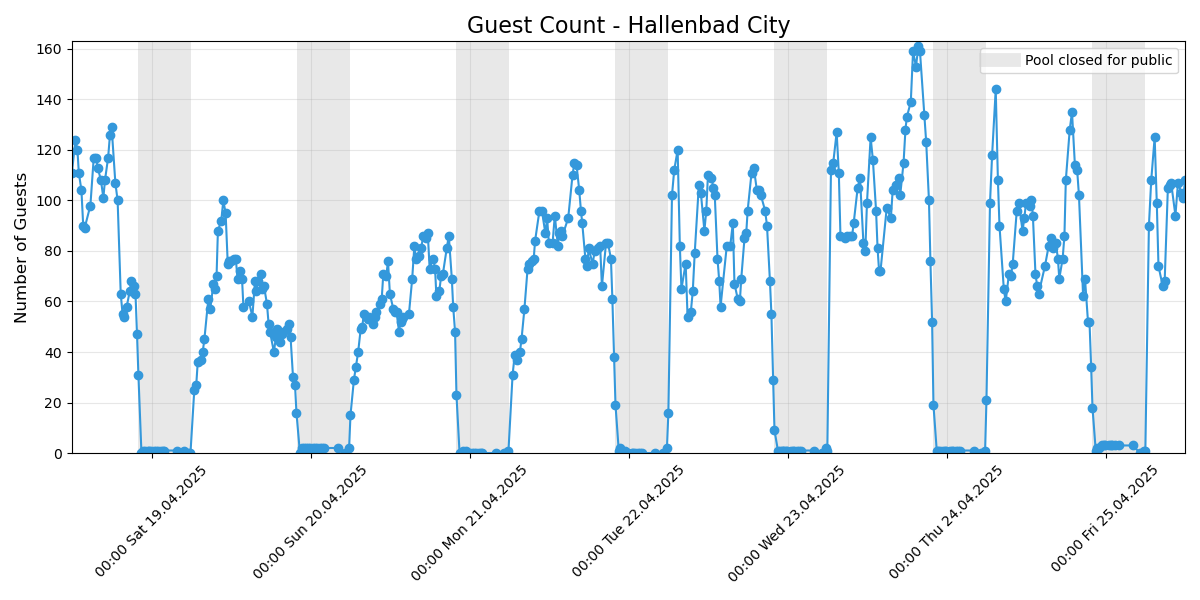 Guest Count - Hallenbad City
Number of Guests
160
140
120
100
80
60
40
20
0
Pool closed for public
00:00 Sat 19.04.2025
00:00 Sun 20.04.2025
00:00 Mon 21.04.2025
00:00 Tue 22.04.2025
00:00 Wed 23.04.2025
00:00 Thu 24.04.2025
00:00 Fri 25.04.2025